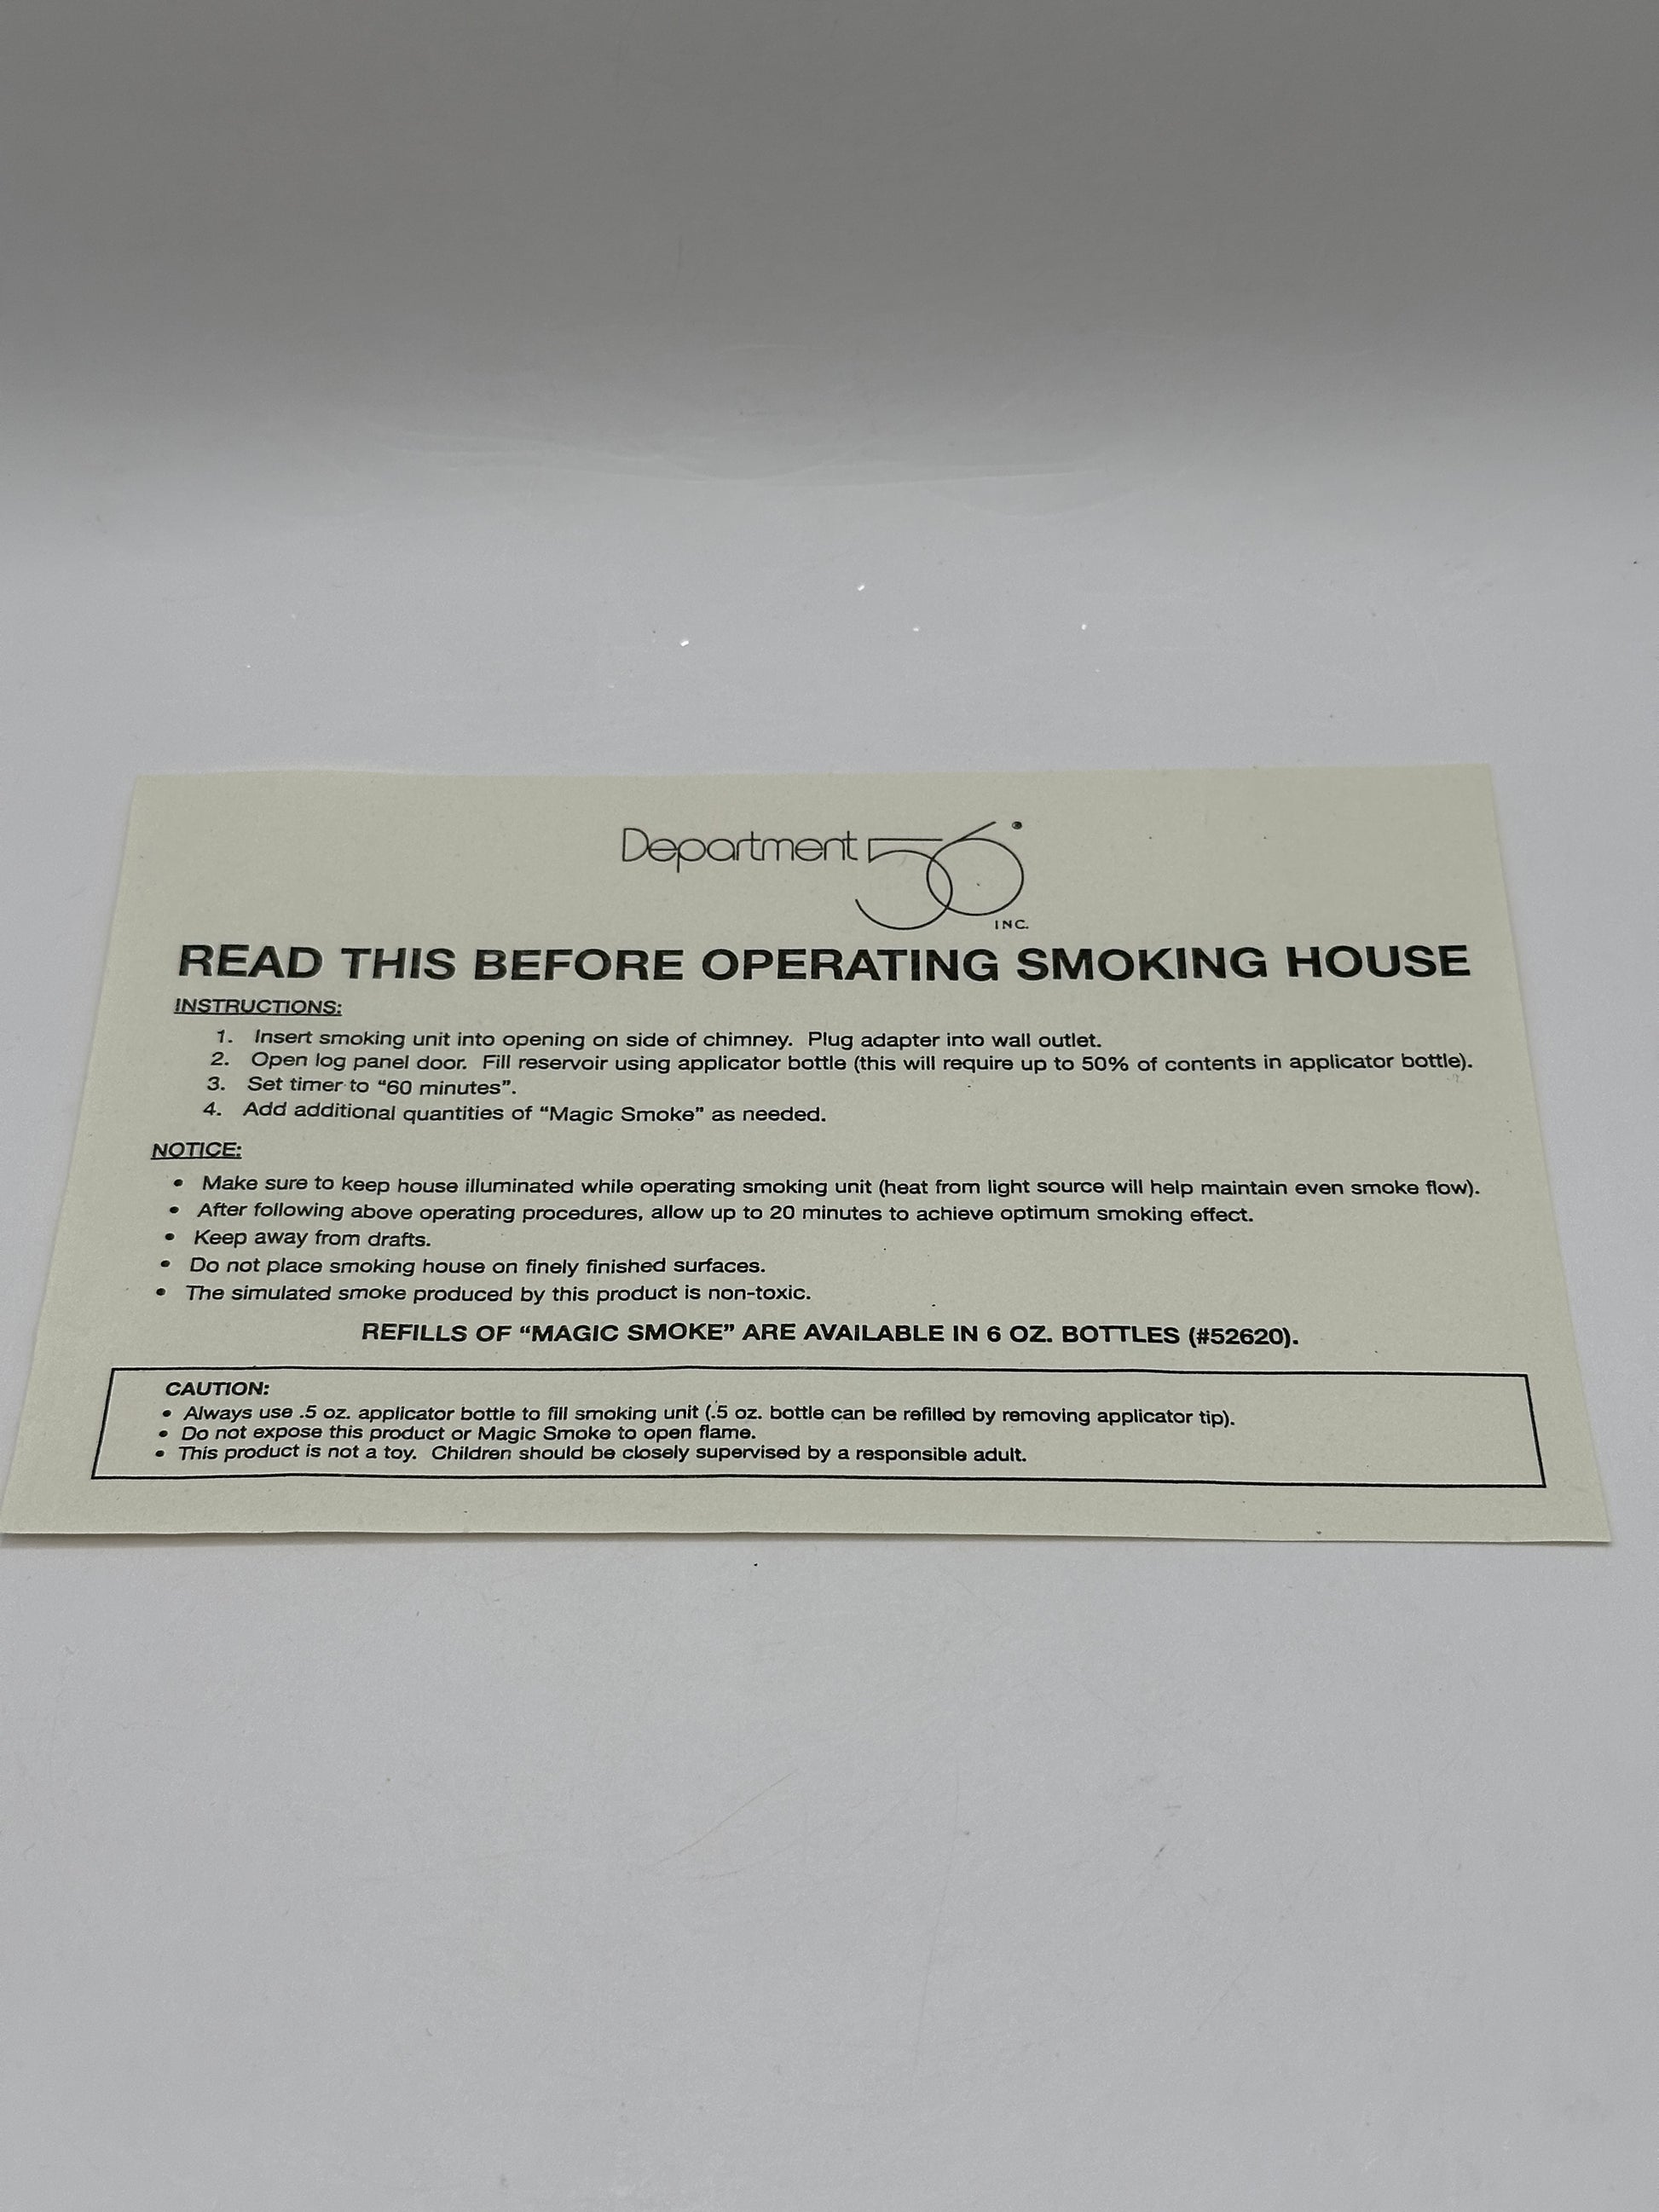 Department 56
INC.
READ THIS BEFORE OPERATING SMOKING HOUSE
INSTRUCTIONS:
1. Insert smoking unit into opening on side of chimney. Plug adapter into wall outlet.
2. Open log panel door. Fill reservoir using applicator bottle (this will require up to 50% of contents in applicator bottle).
3. Set timer to “60 minutes”.
4. Add additional quantities of “Magic Smoke” as needed.
NOTICE:
• Make sure to keep house illuminated while operating smoking unit (heat from light source will help maintain even smoke flow).
• After following above operating procedures, allow up to 20 minutes to achieve optimum smoking effect.
• Keep away from drafts.
• Do not place smoking house on finely finished surfaces.
• The simulated smoke produced by this product is non-toxic.
REFILLS OF “MAGIC SMOKE” ARE AVAILABLE IN 6 OZ. BOTTLES (#52620).
CAUTION:
• Always use .5 oz. applicator bottle to fill smoking unit (.5 oz. bottle can be refilled by removing applicator tip).
• Do not expose this product or Magic Smoke to open flame.
• This product is not a toy. Children should be closely supervised by a responsible adult.